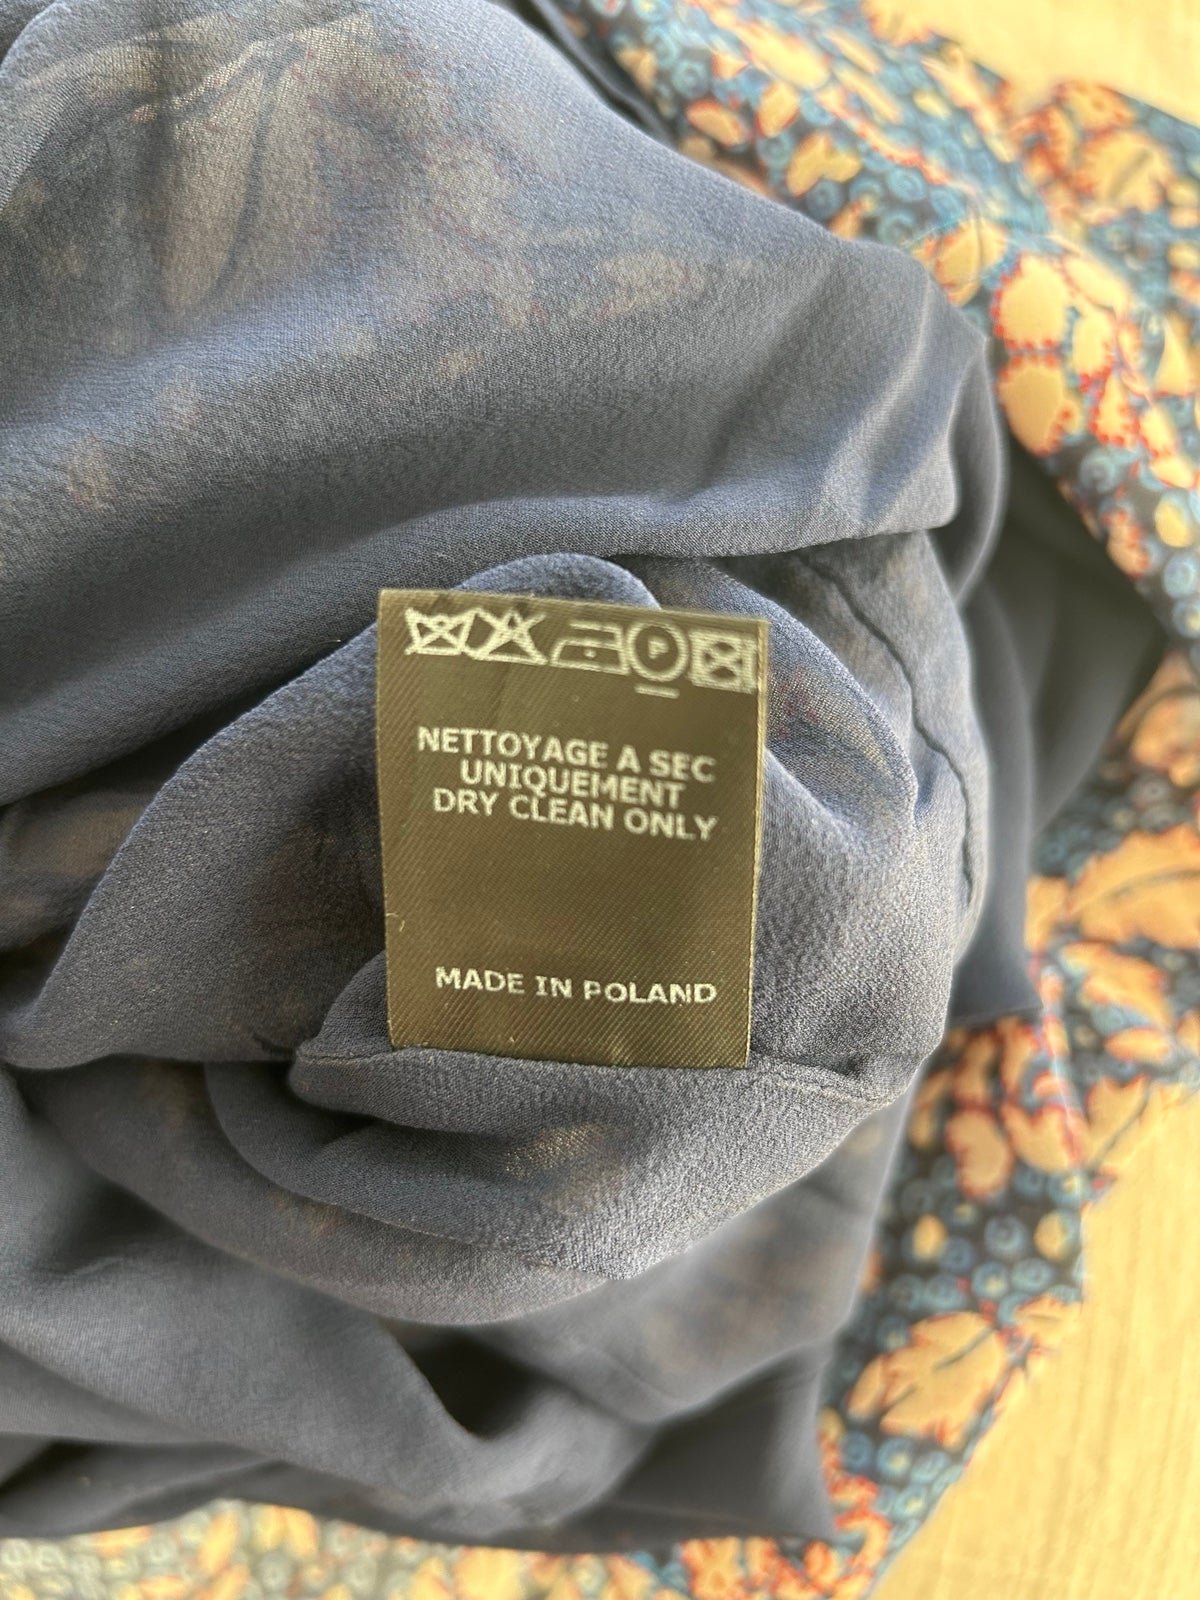 P
NETTOYAGE A SEC
UNIQUEMENT
DRY CLEAN ONLY
MADE IN POLAND